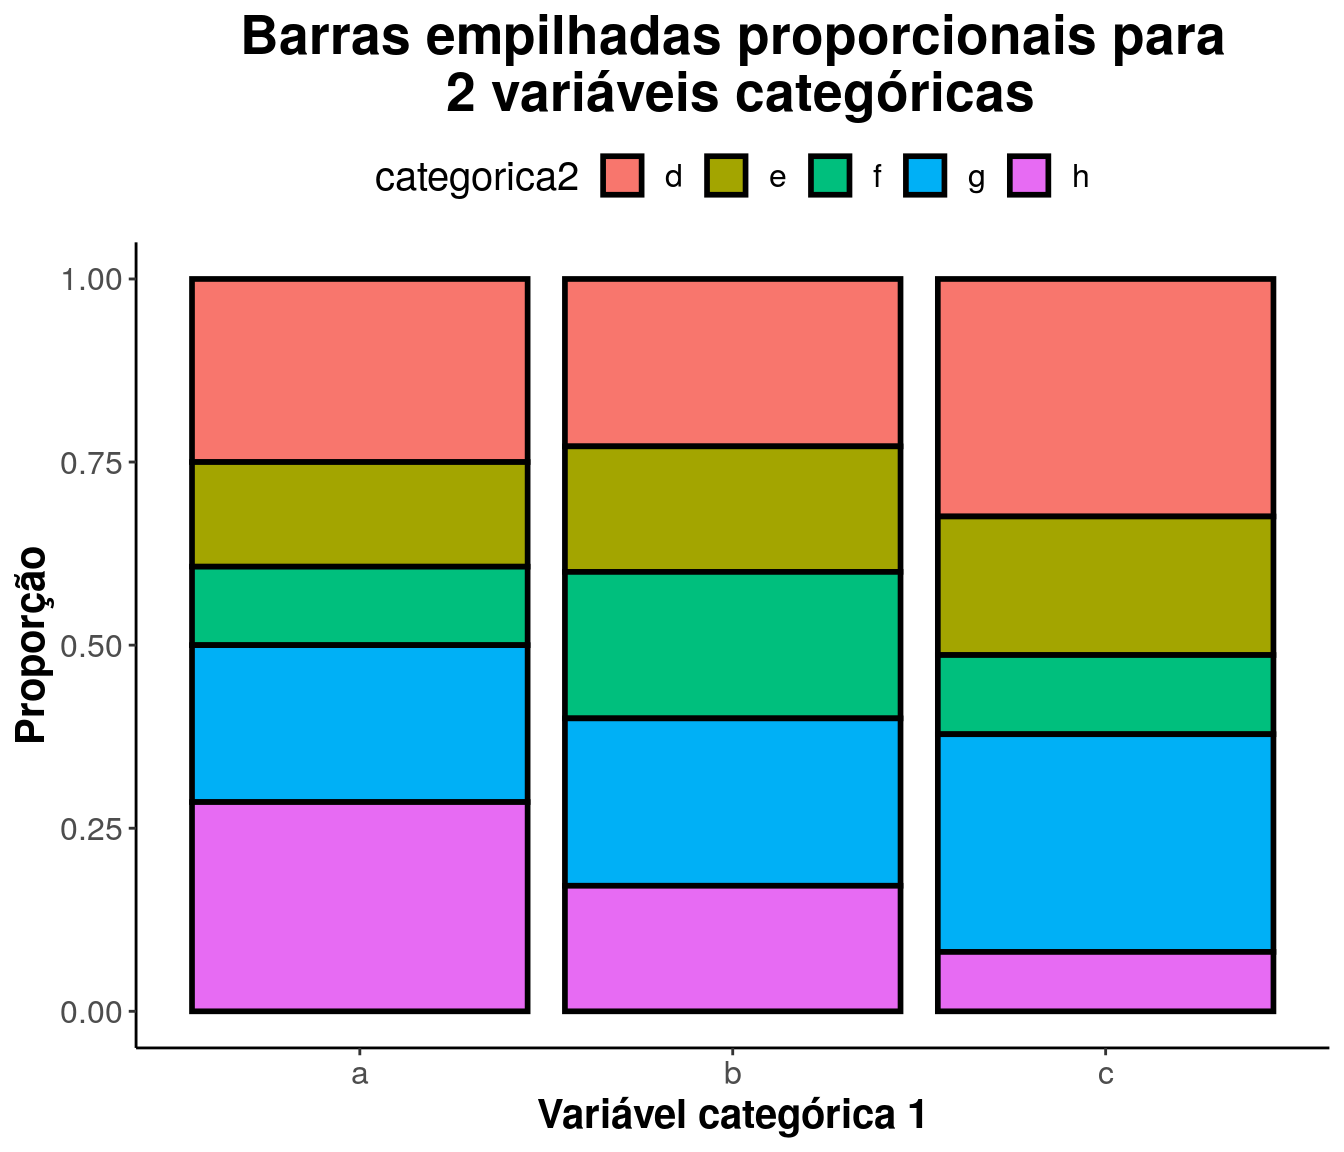 Barras empilhadas proporcionais para
2 variáveis categóricas
categorica2 d e f g h
1.00
0.75
0.50
0.25
0.00
Proporção
a b c
Variável categórica 1